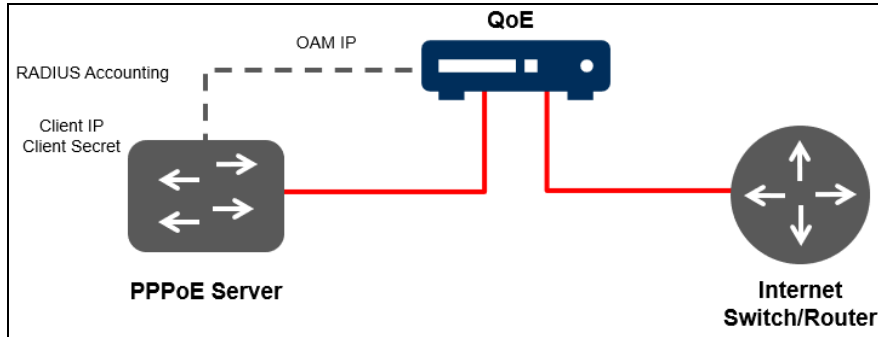 QoE
OAM IP
RADIUS Accounting
Client IP
Client Secret
PPPoE Server
Internet
Switch/Router